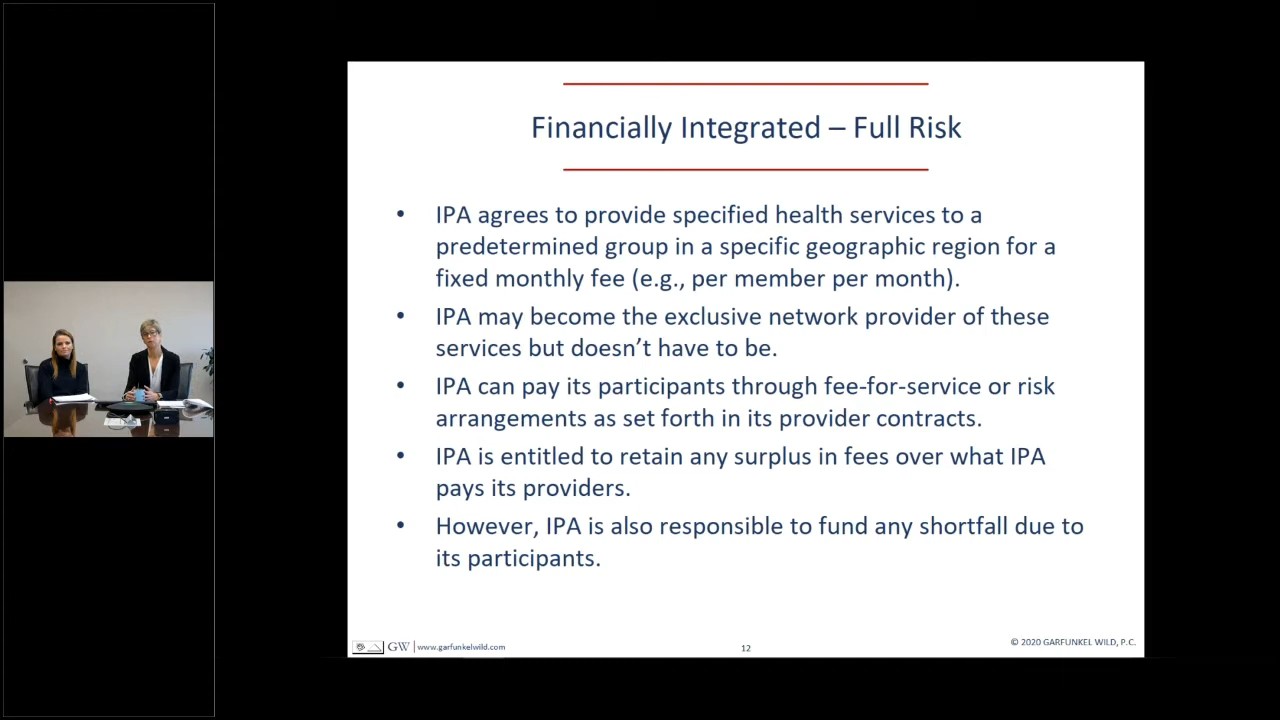 Financially Integrated – Full Risk
• IPA agrees to provide specified health services to a
predetermined group in a specific geographic region for a
fixed monthly fee (e.g., per member per month).
• IPA may become the exclusive network provider of these
services but doesn’t have to be.
• IPA can pay its participants through fee-for-service or risk
arrangements as set forth in its provider contracts.
• IPA is entitled to retain any surplus in fees over what IPA
pays its providers.
• However, IPA is also responsible to fund any shortfall due to
its participants.
GW | www.garfunkelwild.com
12
© 2020 GARFUNKEL WILD, P.C.